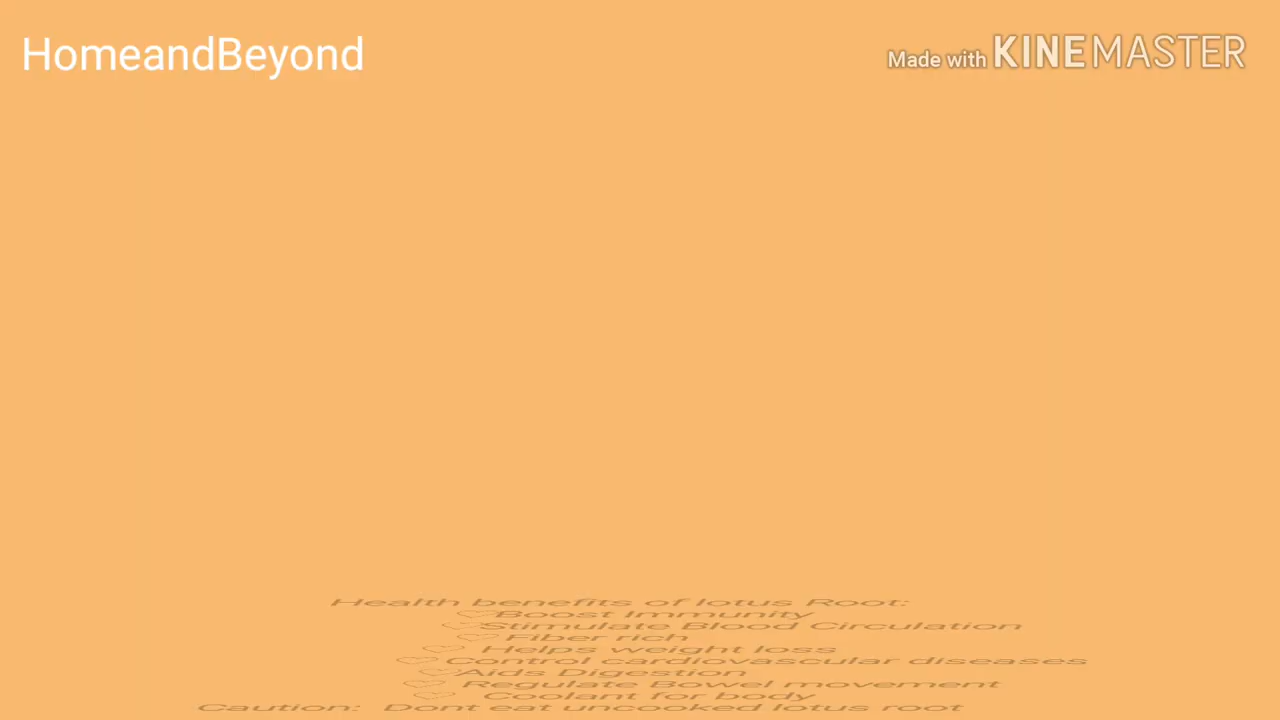 HomeandBeyond
Made with KINEMASTER
Health benefits of lotus Root:
♡Boost Immunity
♡Stimulate Blood Circulation
♡ Fiber rich
♡ Helps weight loss
♡ Control cardiovascular diseases
♡Aids Digestion
♡ Regulate Bowel movement
♡ Coolant for body
Caution: Dont eat uncooked lotus root